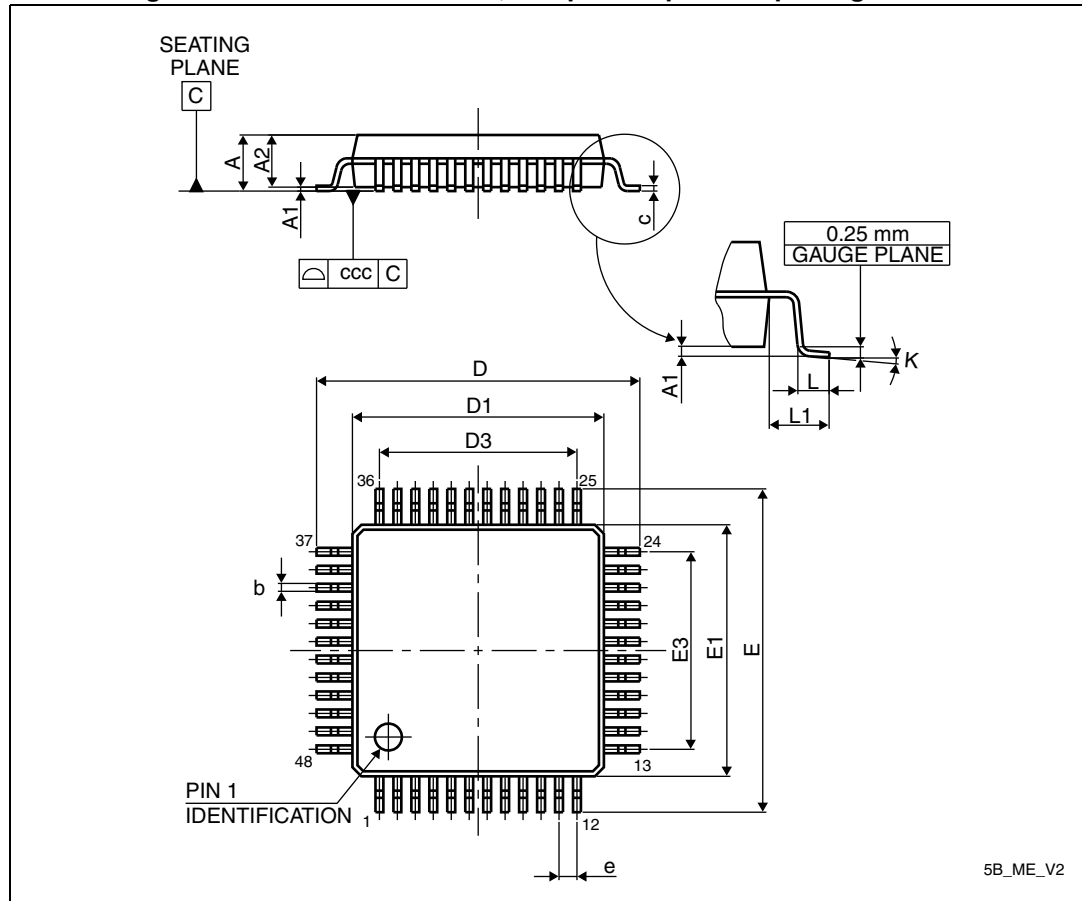 SEATING
PLANE
C
A
A2
A1
c
ccc C
0.25 mm
GAUGE PLANE
A1
K
L
L1
D
D1
D3
36
25
37
24
b
E3
E1
E
48
13
PIN 1
IDENTIFICATION
1
12
e
5B_ME_V2